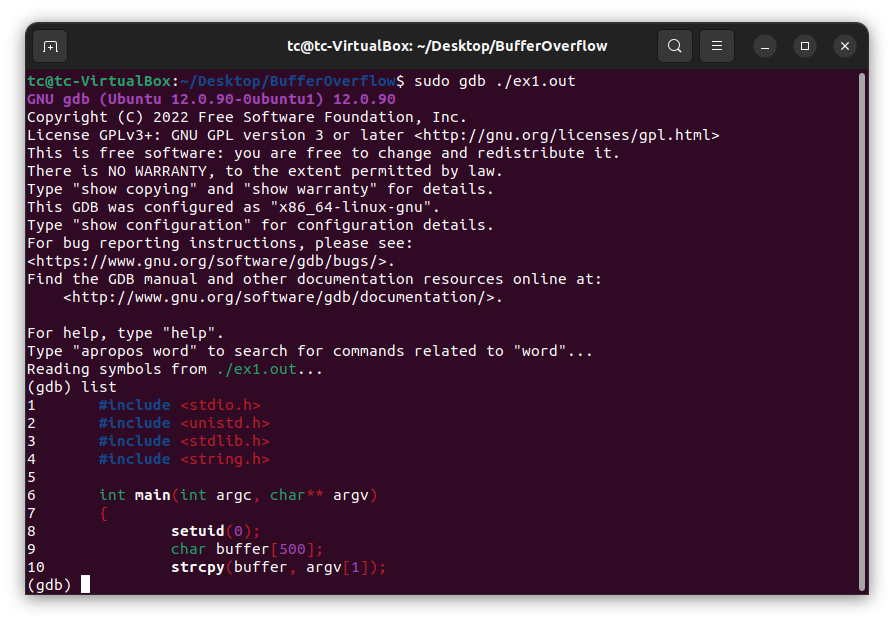 tc@tc-VirtualBox: ~/Desktop/BufferOverflow
tc@tc-VirtualBox:~/Desktop/BufferOverflow$ sudo gdb ./ex1.out
GNU gdb (Ubuntu 12.0.90-0ubuntu1) 12.0.90
Copyright (C) 2022 Free Software Foundation, Inc.
License GPLv3+: GNU GPL version 3 or later <http://gnu.org/licenses/gpl.html>
This is free software: you are free to change and redistribute it.
There is NO WARRANTY, to the extent permitted by law.
Type "show copying" and "show warranty" for details.
This GDB was configured as "x86_64-linux-gnu".
Type "show configuration" for configuration details.
For bug reporting instructions, please see:
<https://www.gnu.org/software/gdb/bugs/>.
Find the GDB manual and other documentation resources online at:
    <http://www.gnu.org/software/gdb/documentation/>.

For help, type "help".
Type "apropos word" to search for commands related to "word"...
Reading symbols from ./ex1.out...
(gdb) list
1       #include <stdio.h>
2       #include <unistd.h>
3       #include <stdlib.h>
4       #include <string.h>
5
6       int main(int argc, char** argv)
7       {
8               setuid(0);
9               char buffer[500];
10              strcpy(buffer, argv[1]);
(gdb)